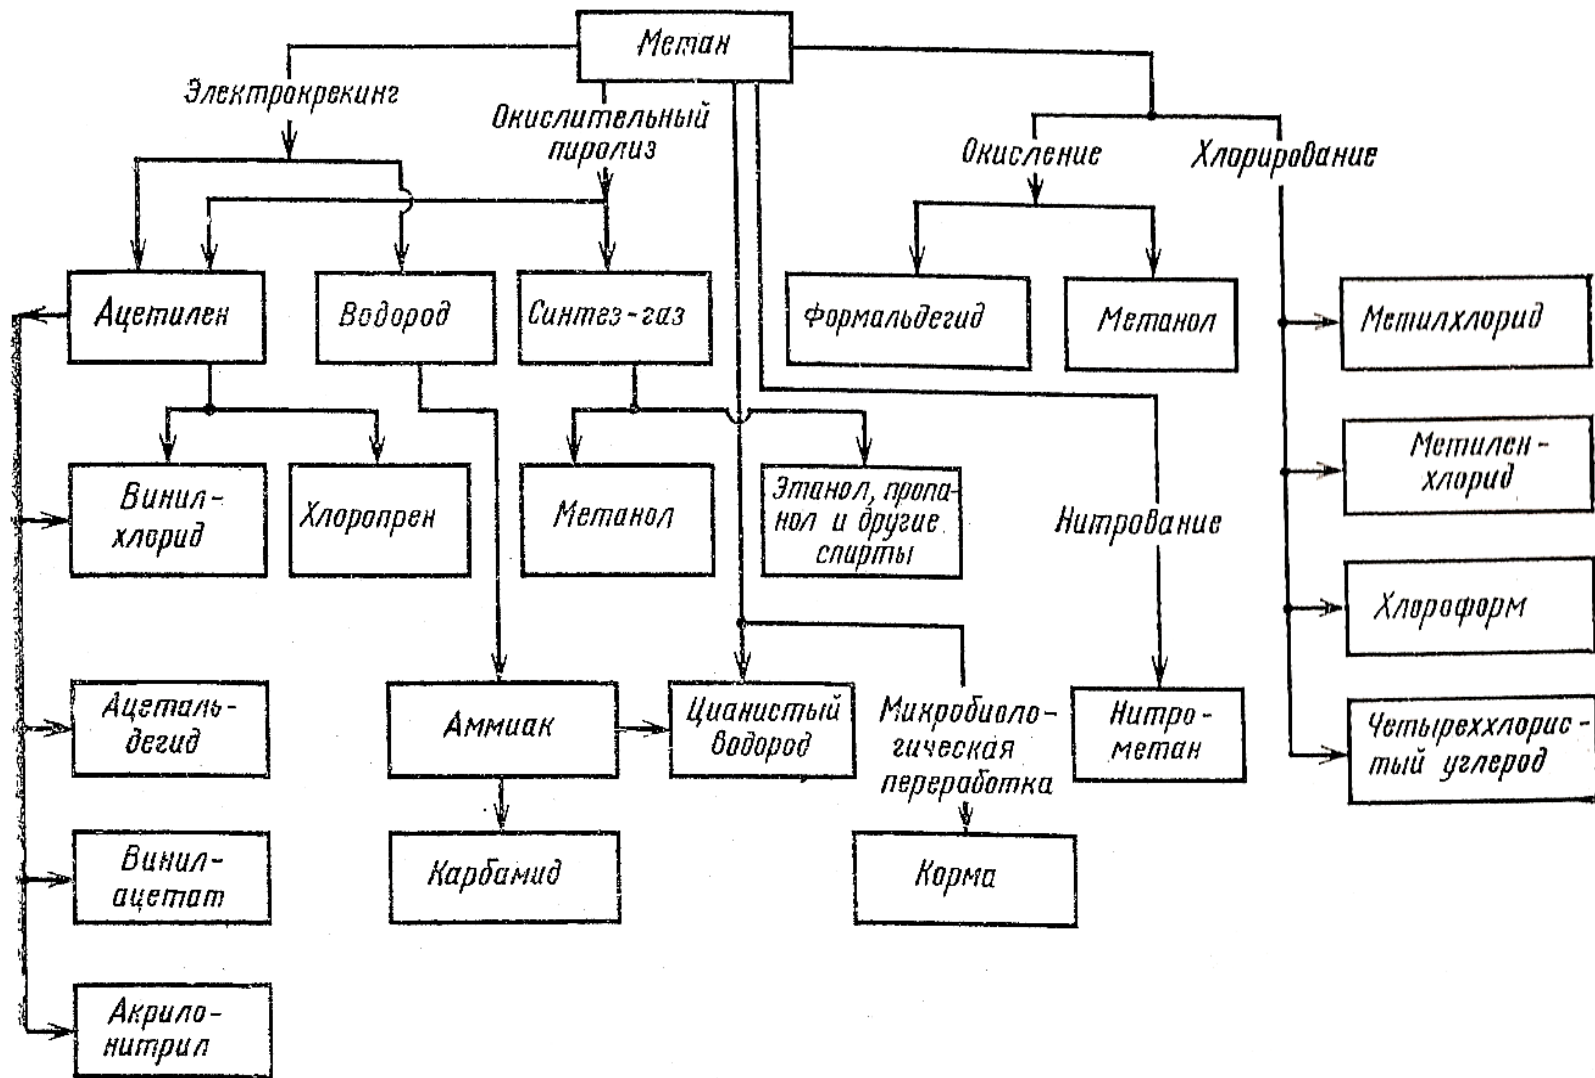 Метан
Электрокрекинг
Окислительный
пиролиз
Окисление
Хлорирование
Ацетилен
Водород
Синтез-газ
Формальдегид
Метанол
Метилхлорид
Винил-
хлорид
Хлоропрен
Метанол
Этанол, пропа-
нол и другие
спирты
Нитрование
Метилен-
хлорид
Хлороформ
Ацеталь-
дегид
Аммиак
Цианистый
водород
Микробиоло-
гическая
переработка
Нитро-
метан
Четыреххлорис-
тый углерод
Винил-
ацетат
Карбамид
Корма
Акрило-
нитрил